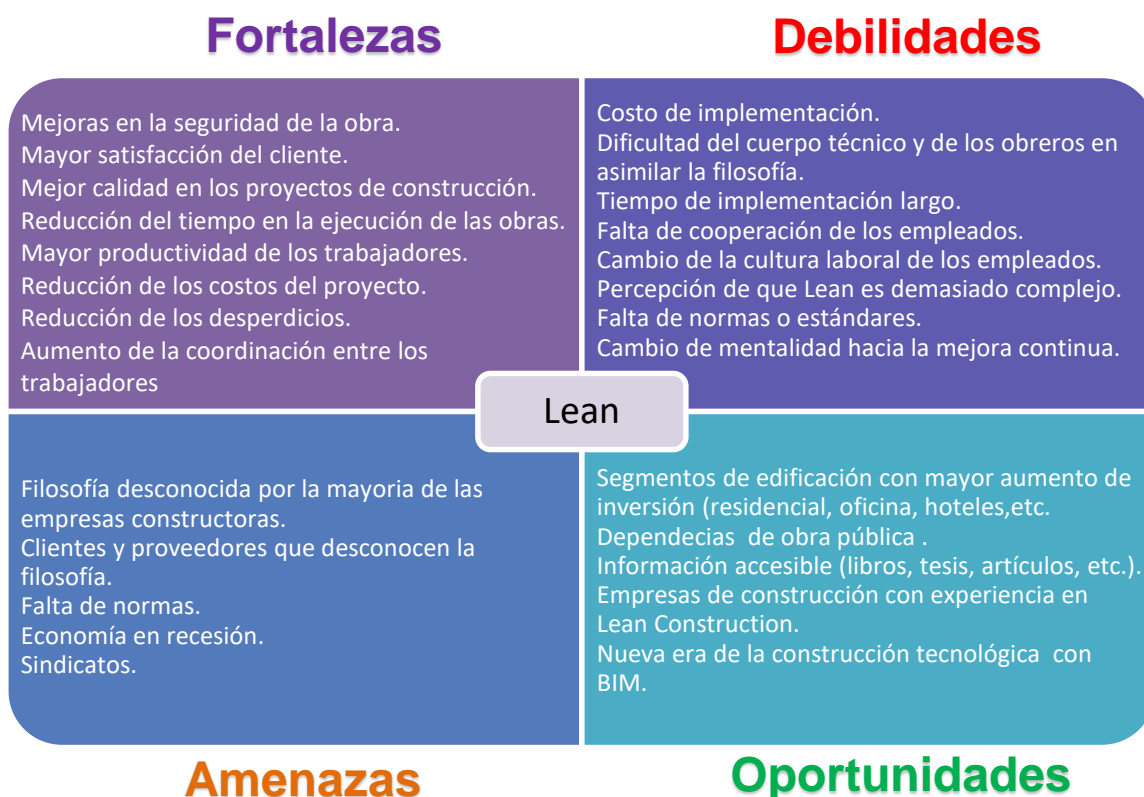 Fortalezas
Debilidades
Mejoras en la seguridad de la obra.
Mayor satisfacción del cliente.
Mejor calidad en los proyectos de construcción.
Reducción del tiempo en la ejecución de las obras.
Mayor productividad de los trabajadores.
Reducción de los costos del proyecto.
Reducción de los desperdicios.
Aumento de la coordinación entre los
trabajadores
Costo de implementación.
Dificultad del cuerpo técnico y de los obreros en
asimilar la filosofía.
Tiempo de implementación largo.
Falta de cooperación de los empleados.
Cambio de la cultura laboral de los empleados.
Percepción de que Lean es demasiado complejo.
Falta de normas o estándares.
Cambio de mentalidad hacia la mejora continua.
Lean
Filosofía desconocida por la mayoria de las
empresas constructoras.
Clientes y proveedores que desconocen la
filosofía.
Falta de normas.
Economía en recesión.
Sindicatos.
Segmentos de edificación con mayor aumento de
inversión (residencial, oficina, hoteles,etc.
Dependecias de obra pública .
Información accesible (libros, tesis, artículos, etc.).
Empresas de construcción con experiencia en
Lean Construction.
Nueva era de la construcción tecnológica con
BIM.
Amenazas
Oportunidades